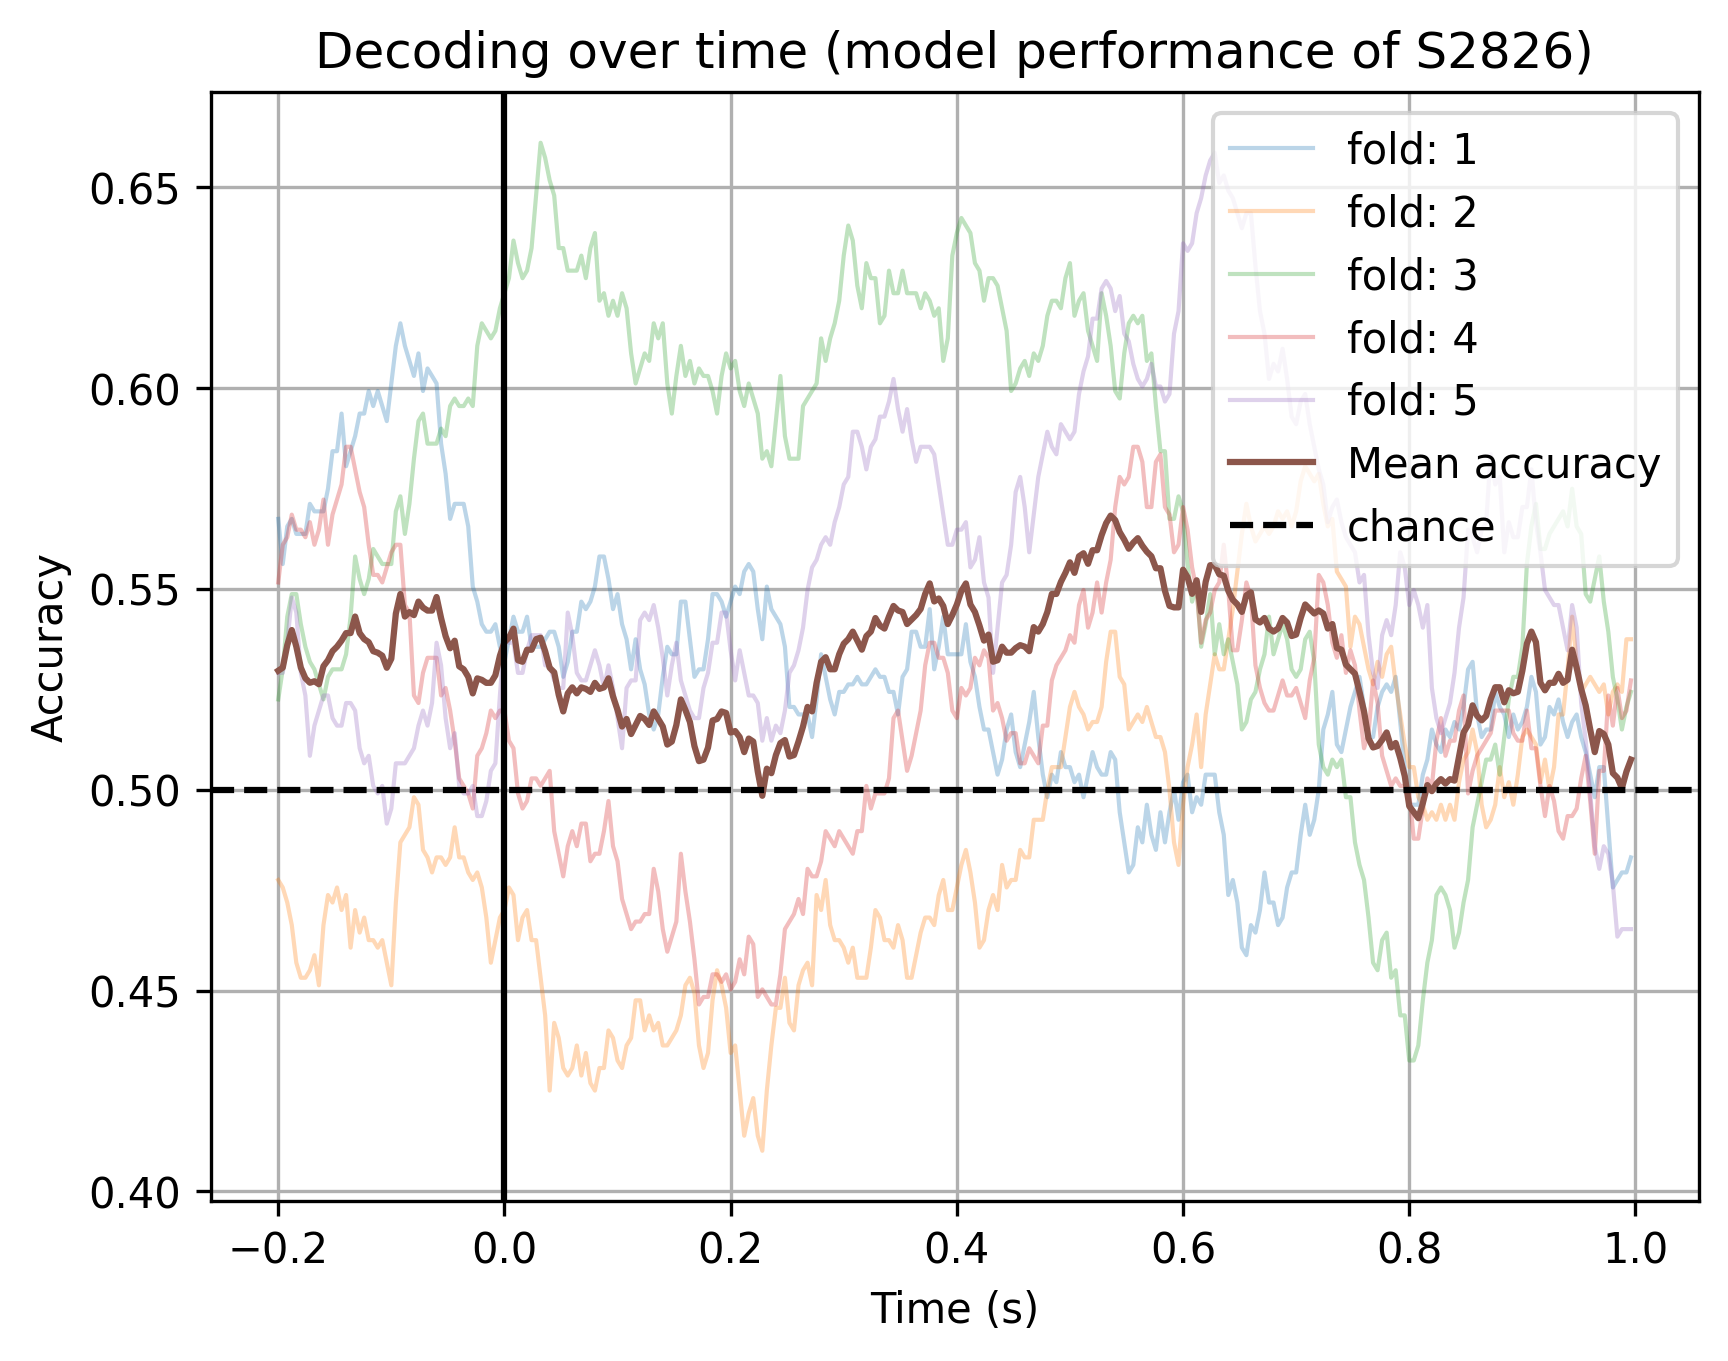 Decoding over time (model performance of S2826)
fold: 1
fold: 2
fold: 3
fold: 4
fold: 5
Mean accuracy
chance
Accuracy
0.65
0.60
0.55
0.50
0.45
0.40
−0.2 0.0 0.2 0.4 0.6 0.8 1.0
Time (s)